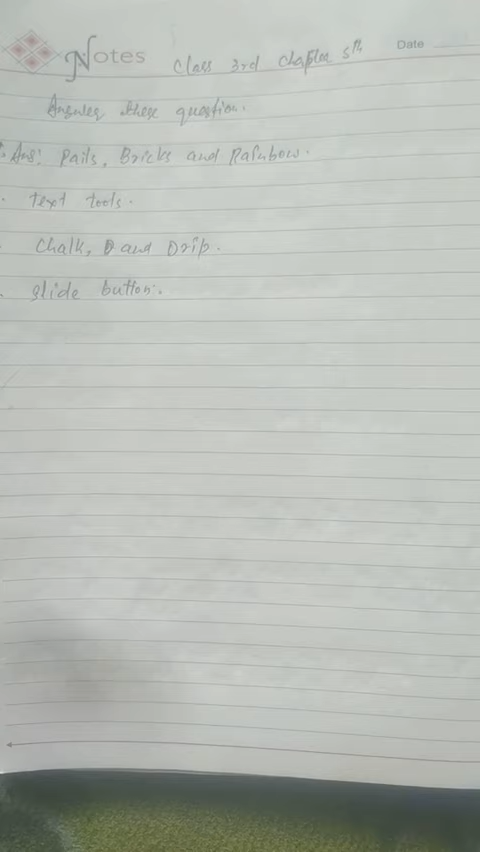 Notes Class 3rd Chapter 5th Date
Answer these question.
Ans: Rails, Bricks and Rainbow.
text tools.
Chalk, and Drip.
slide button.